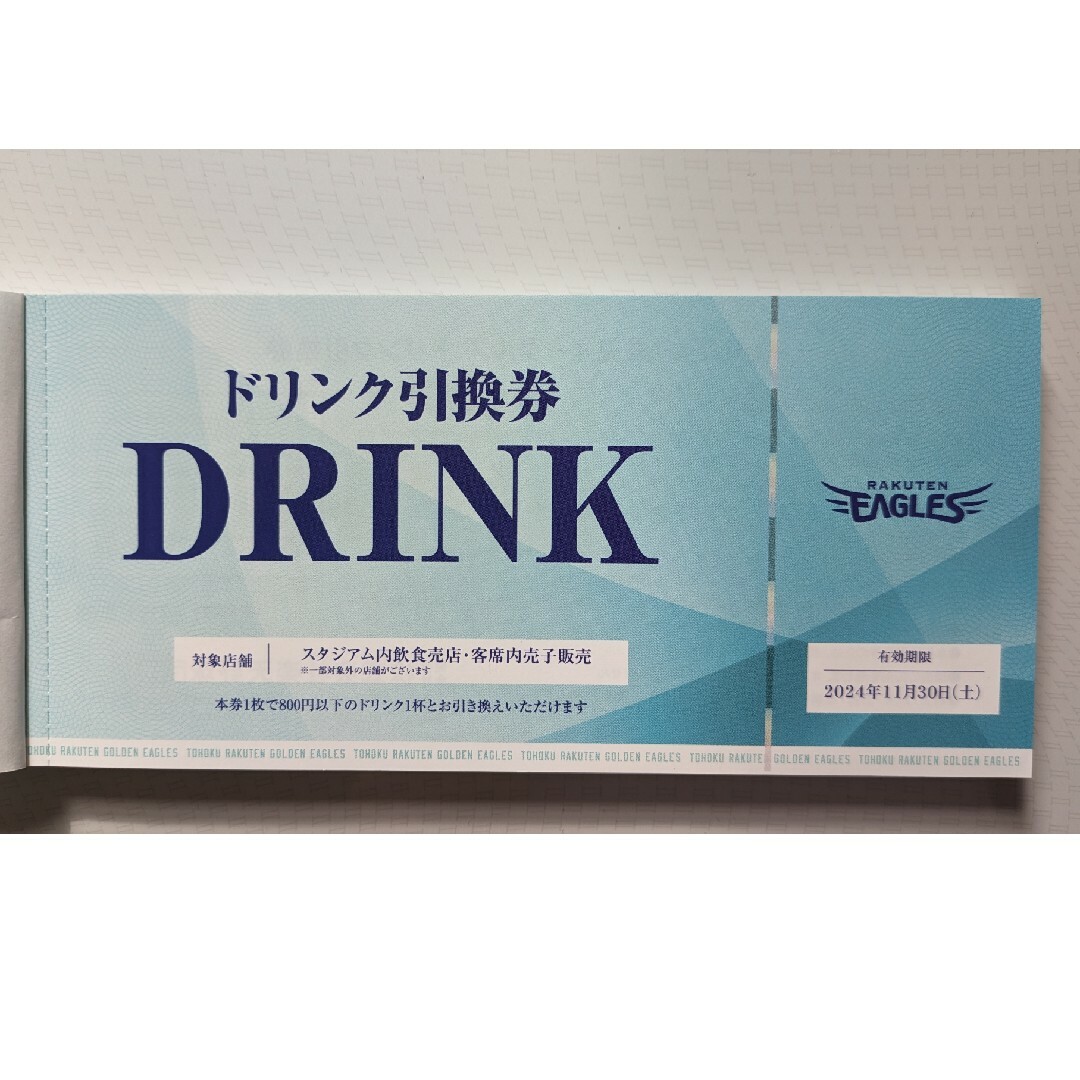 ドリンク引換券
DRINK
対象店舗
スタジアム内飲食売店・客席内売子販売
※一部対象外の店舗がございます
本券1枚で800円以下のドリンク1杯とお引き換えいただけます
RAKUTEN
EAGLES
有効期限
2024年11月30日(土)
OHOKU RAKUTEN GOLDEN EAGLES TOHOKU RAKUTEN GOLDEN EAGLES TOHOKU RAKUTEN GOLDEN EAGLES TOHOKU RAKUTEN GOLDEN EAGLES TOHOKU RAKUTE GOLDEN EAGLES TOHOKU RAKUTEN GOLDEN EAGLES